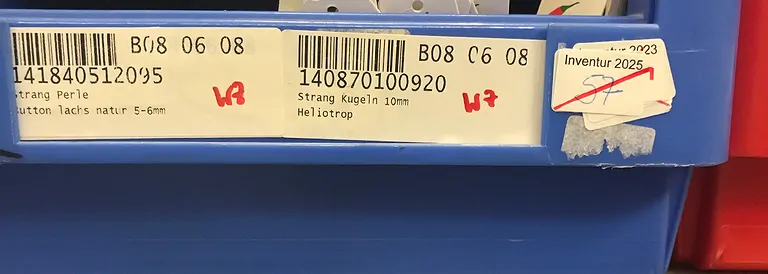 B08 06 08
141840512095
Strang Perle
Button lachs natur 5-6mm
W8
B08 06 08
140870100920
Strang Kugeln 10mm
Heliotrop
W7
Inventur 2023
Inventur 2025
57